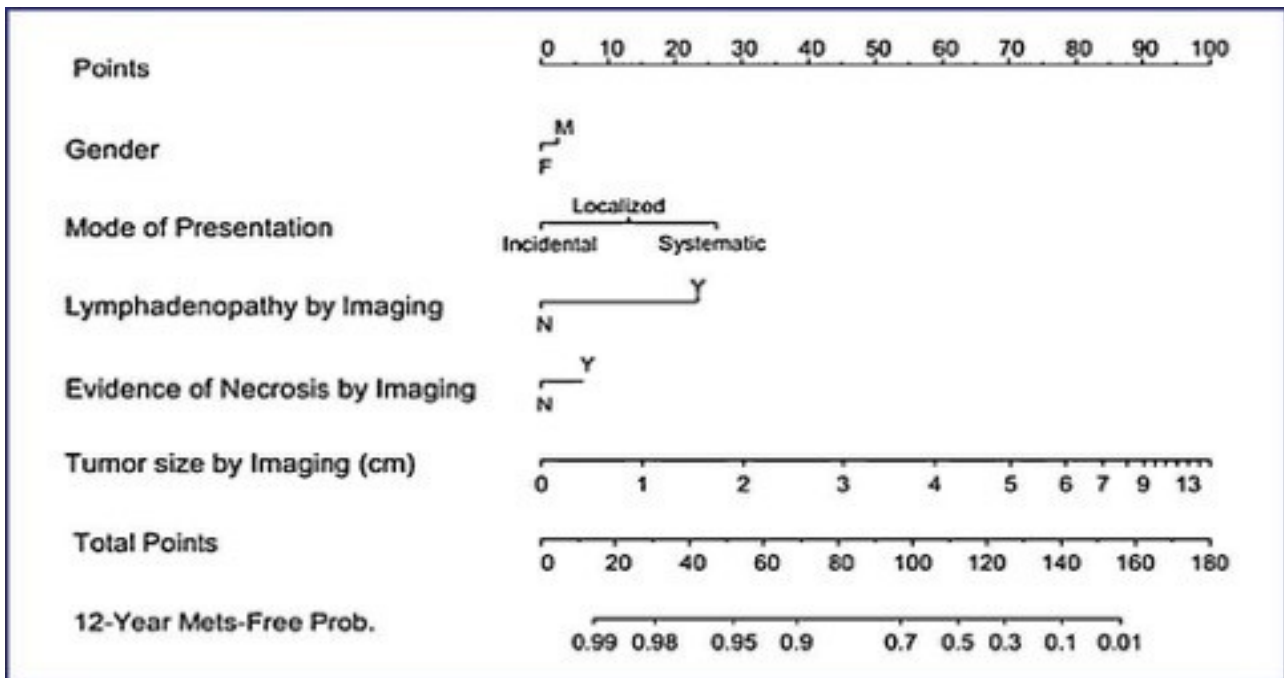 Points 0 10 20 30 40 50 60 70 80 90 100
Gender M
F
Mode of Presentation Localized
Incidental Systematic
Lymphadenopathy by Imaging Y
N
Evidence of Necrosis by Imaging Y
N
Tumor size by Imaging (cm)
0 1 2 3 4 5 6 7 9 13
Total Points
0 20 40 60 80 100 120 140 160 180
12-Year Mets-Free Prob.
0.99 0.98 0.95 0.9 0.7 0.5 0.3 0.1 0.01